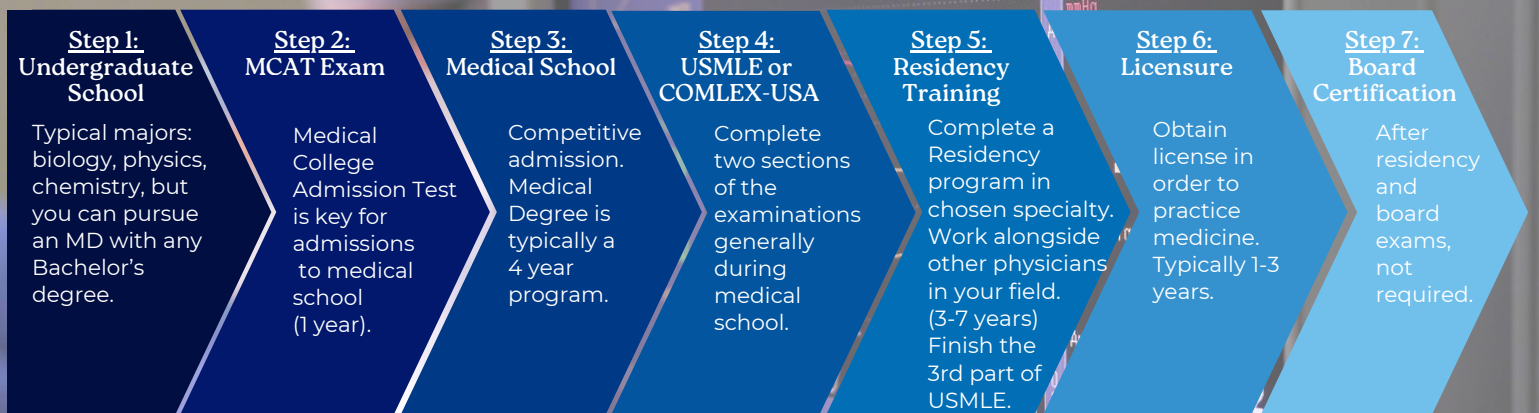 Step 1:
Undergraduate
School
Typical majors:
biology, physics,
chemistry, but
you can pursue
an MD with any
Bachelor's
degree.
Step 2:
MCAT Exam
Medical
College
Admission Test
is key for
admissions
to medical
school
(1 year).
Step 3:
Medical School
Competitive
admission.
Medical
Degree is
typically a
4 year
program.
Step 4:
USMLE or
COMLEX-USA
Complete
two sections
of the
examinations
generally
during
medical
school.
Step 5:
Residency
Training
Complete a
Residency
program in
chosen specialty.
Work alongside
other physicians
in your field.
(3-7 years)
Finish the
3rd part of
USMLE.
Step 6:
Licensure
Obtain
license in
order to
practice
medicine.
Typically 1-3
years.
Step 7:
Board
Certification
After
residency
and
board
exams,
not
required.
mmHg